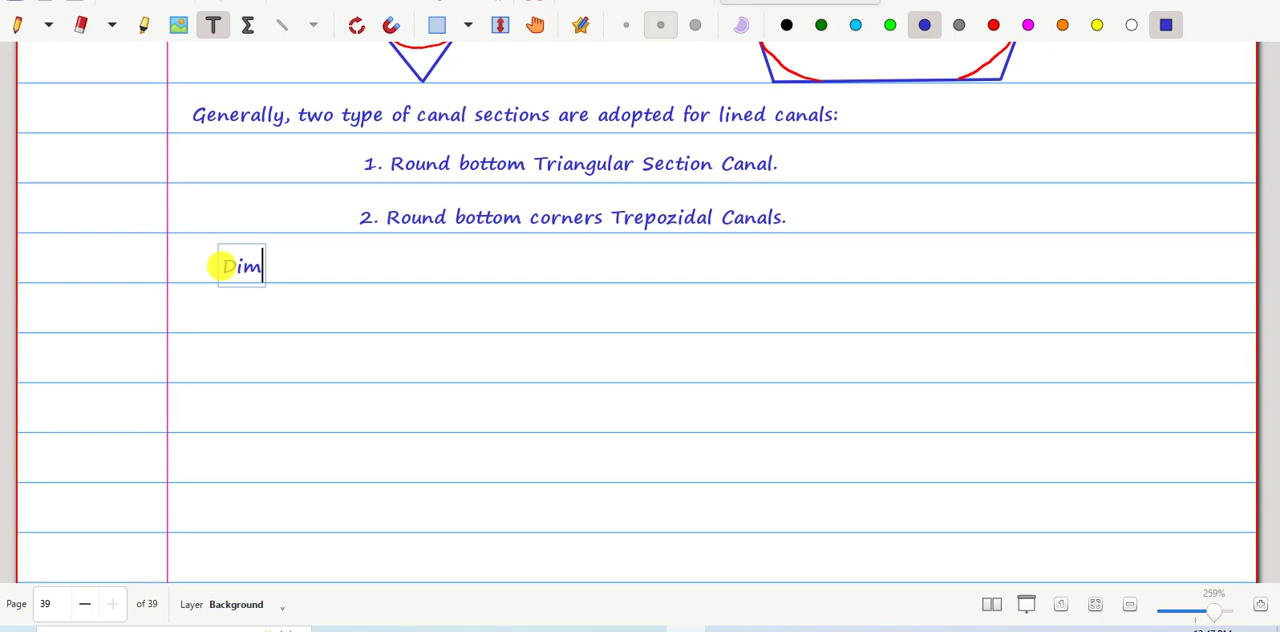 Generally, two type of canal sections are adopted for lined canals:
1. Round bottom Triangular Section Canal.
2. Round bottom corners Trepozidal Canals.
Dim
259%
Page 39 of 39 Layer Background